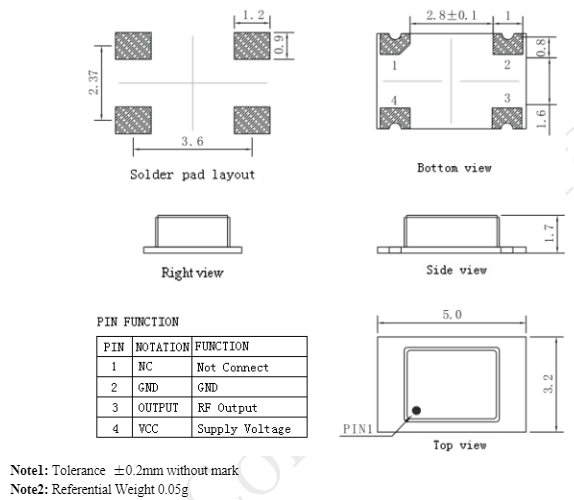 1.2
0.9
2.37
3.6
Solder pad layout
2.8±0.1
1
1
2
0.8
4
3
1.6
Bottom view
Right view
1.7
Side view
PIN FUNCTION
PIN NOTATION FUNCTION
1 NC Not Connect
2 GND GND
3 OUTPUT RF Output
4 VCC Supply Voltage
5.0
3.2
PIN1
Top view
Note1: Tolerance ±0.2mm without mark
Note2: Referential Weight 0.05g